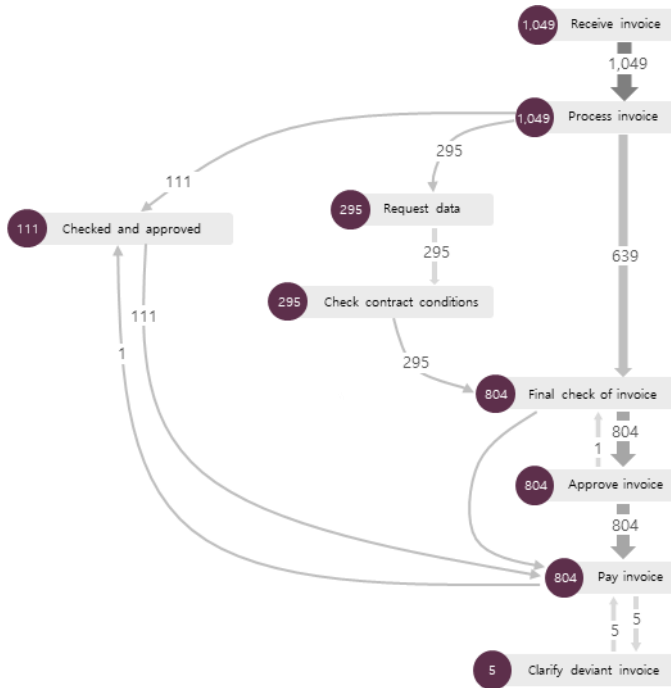 1,049 Receive invoice
1,049
1,049 Process invoice
295
111
295 Request data
111 Checked and approved
295
639
295 Check contract conditions
111
1
295
804 Final check of invoice
804
1
804 Approve invoice
804
804 Pay invoice
5
5
5 Clarify deviant invoice